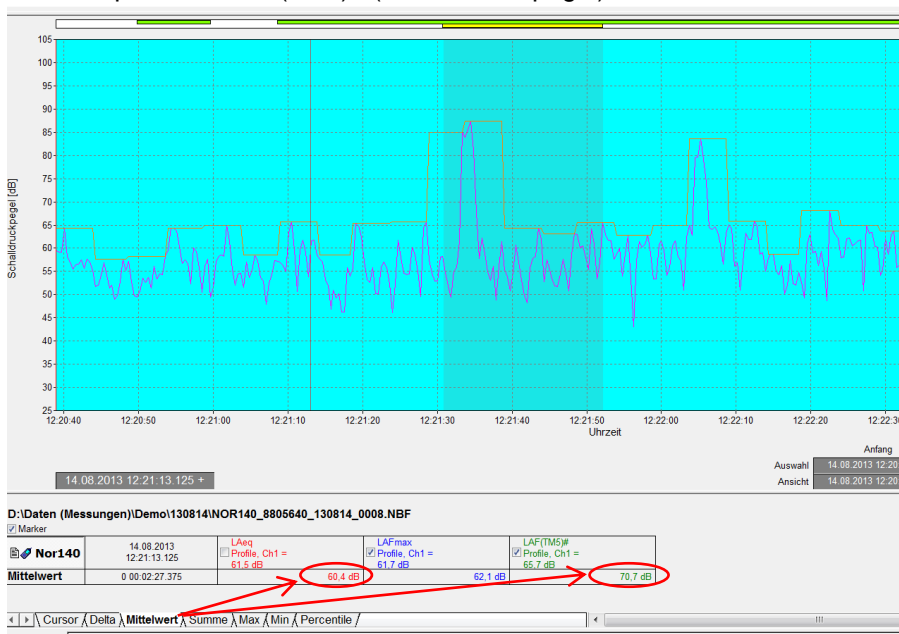 105
100
95
90
85
80
75
70
65
60
55
50
45
40
35
30
25
Schalldruckpegel [dB]
12:20:40 12:20:50 12:21:00 12:21:10 12:21:20 12:21:30 12:21:40 12:21:50 12:22:00 12:22:10 12:22:20 12:22:3
Uhrzeit
Anfang
Auswahl 14.08.2013 12:20
Ansicht 14.08.2013 12:20
14.08.2013 12:21:13.125 +
D:\Daten (Messungen)\Demo\130814\NOR140_8805640_130814_0008.NBF
Marker
Nor140
14.08.2013
12:21:13.125
LAeq
Profile, Ch1 =
61.5 dB
LAFmax
Profile, Ch1 =
61.7 dB
LAF(TM5)#
Profile, Ch1 =
65.7 dB
Mittelwert 0 00:02:27.375 60,4 dB 62,1 dB 70,7 dB
Cursor Delta Mittelwert Summe Max Min Percentile